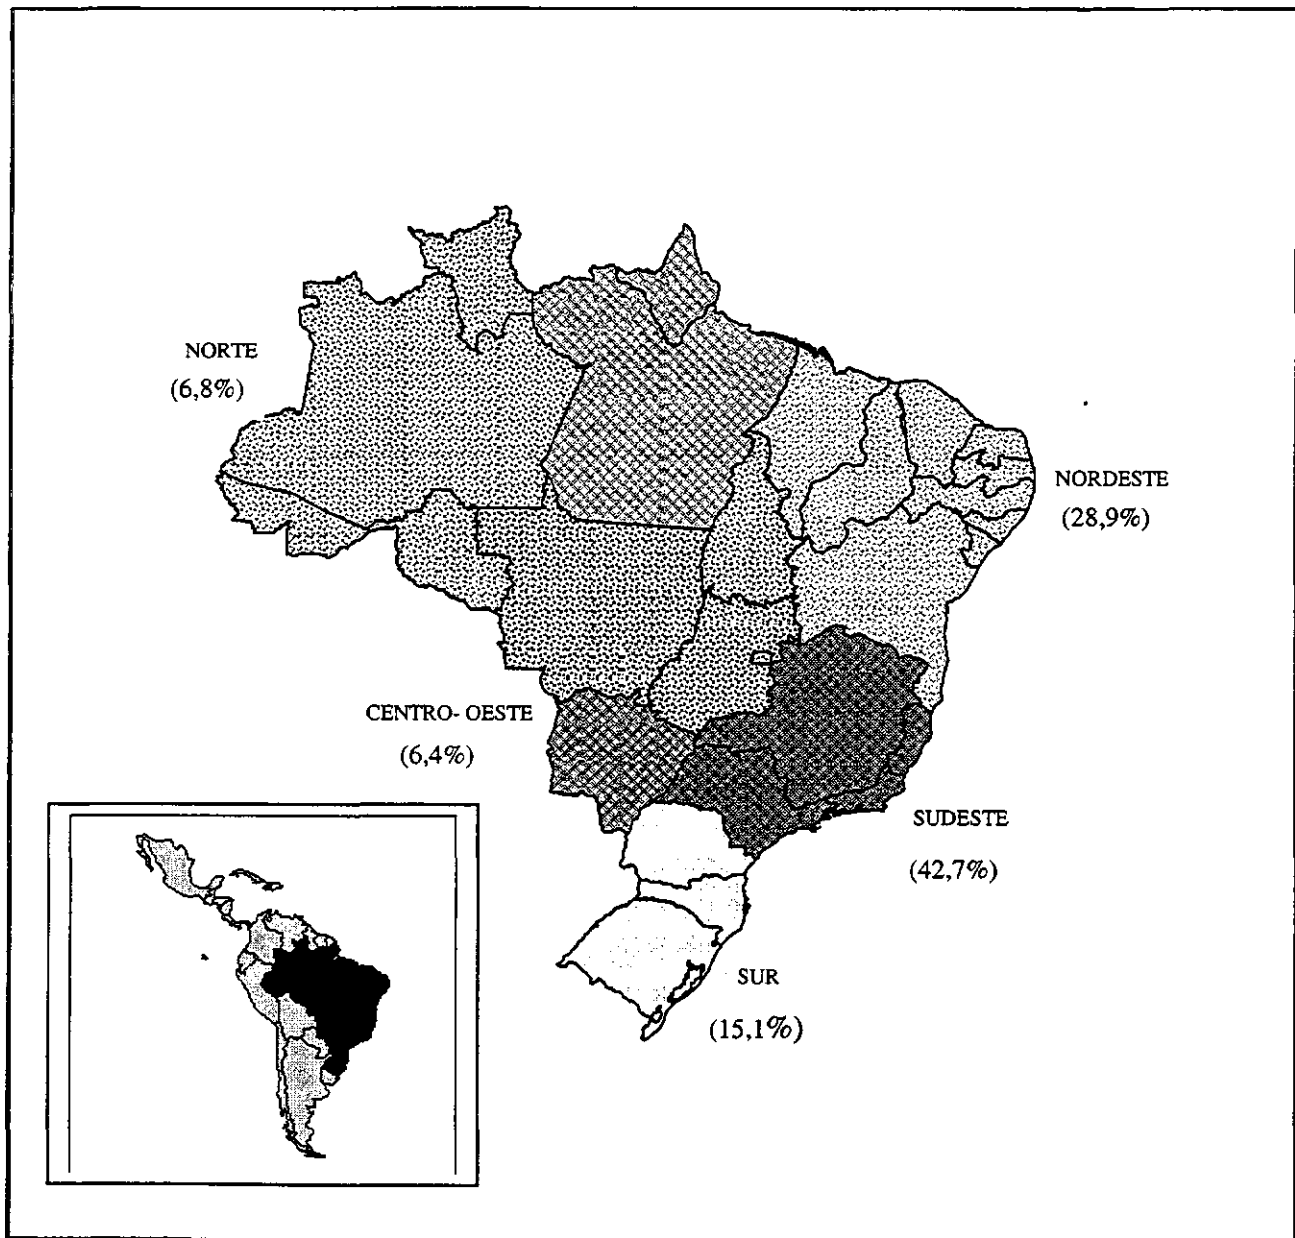 NORTE
(6,8%)
NORDESTE
(28,9%)
CENTRO- OESTE
(6,4%)
SUDESTE
(42,7%)
SUR
(15,1%)